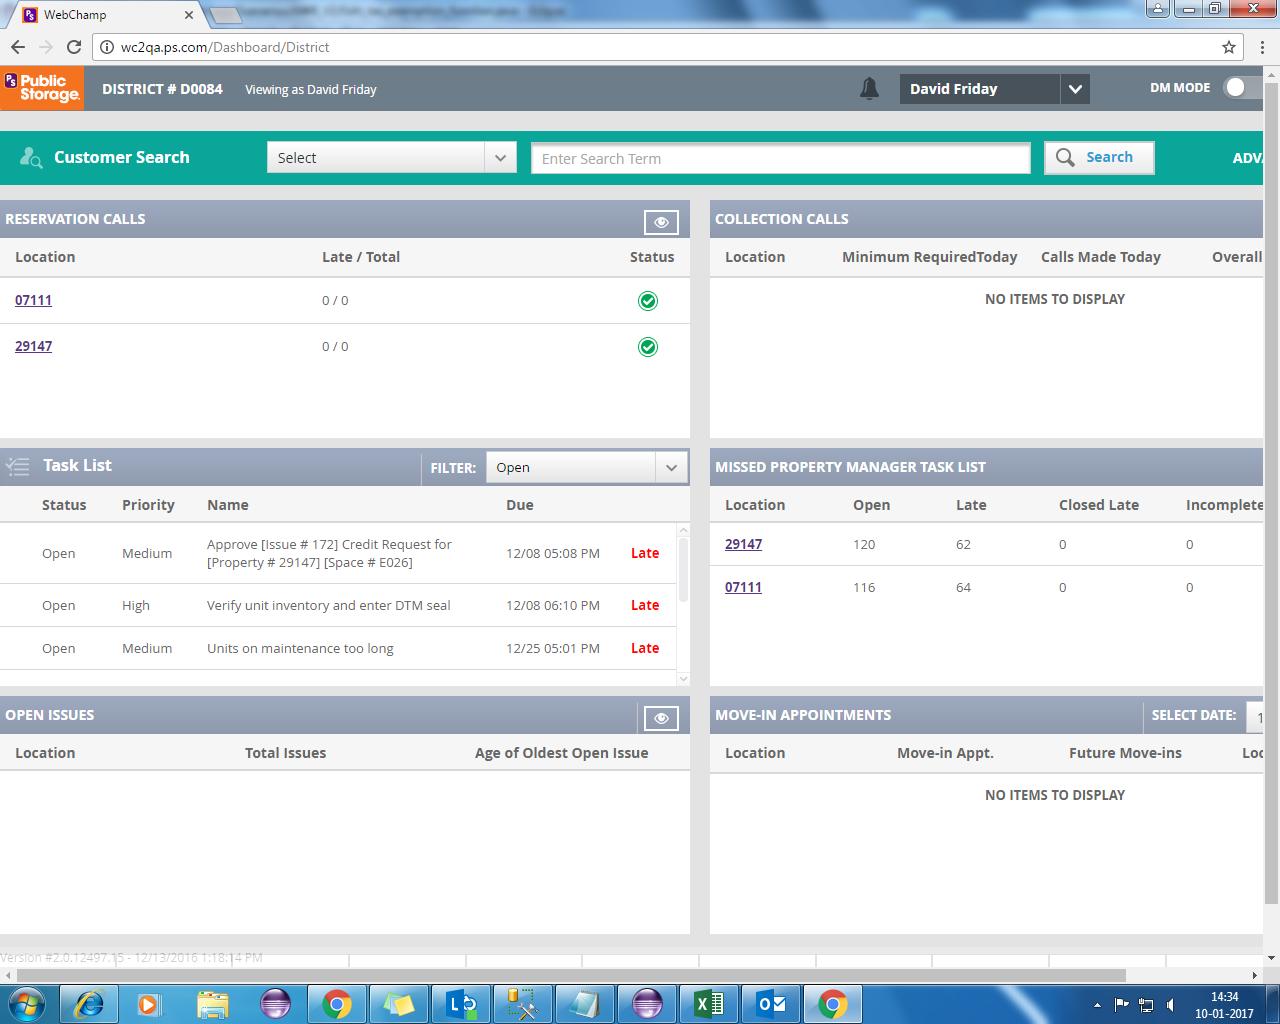 WebChamp
wc2qa.ps.com/Dashboard/District
PS Public Storage. DISTRICT # D0084 Viewing as David Friday David Friday DM MODE
Customer Search Select Enter Search Term Search ADV
RESERVATION CALLS
Location Late / Total Status
07111 0 / 0
29147 0 / 0
COLLECTION CALLS
Location Minimum RequiredToday Calls Made Today Overall
NO ITEMS TO DISPLAY
Task List FILTER: Open
Status Priority Name Due
Open Medium Approve [Issue # 172] Credit Request for 12/08 05:08 PM Late
[Property # 29147] [Space # E026]
Open High Verify unit inventory and enter DTM seal 12/08 06:10 PM Late
Open Medium Units on maintenance too long 12/25 05:01 PM Late
MISSED PROPERTY MANAGER TASK LIST
Location Open Late Closed Late Incomplete
29147 120 62 0 0
07111 116 64 0 0
OPEN ISSUES
Location Total Issues Age of Oldest Open Issue
MOVE-IN APPOINTMENTS SELECT DATE: 1
Location Move-in Appt. Future Move-ins Loc
NO ITEMS TO DISPLAY
Version #2.0.12497.15 - 12/13/2016 1:18:14 PM
14:34
10-01-2017